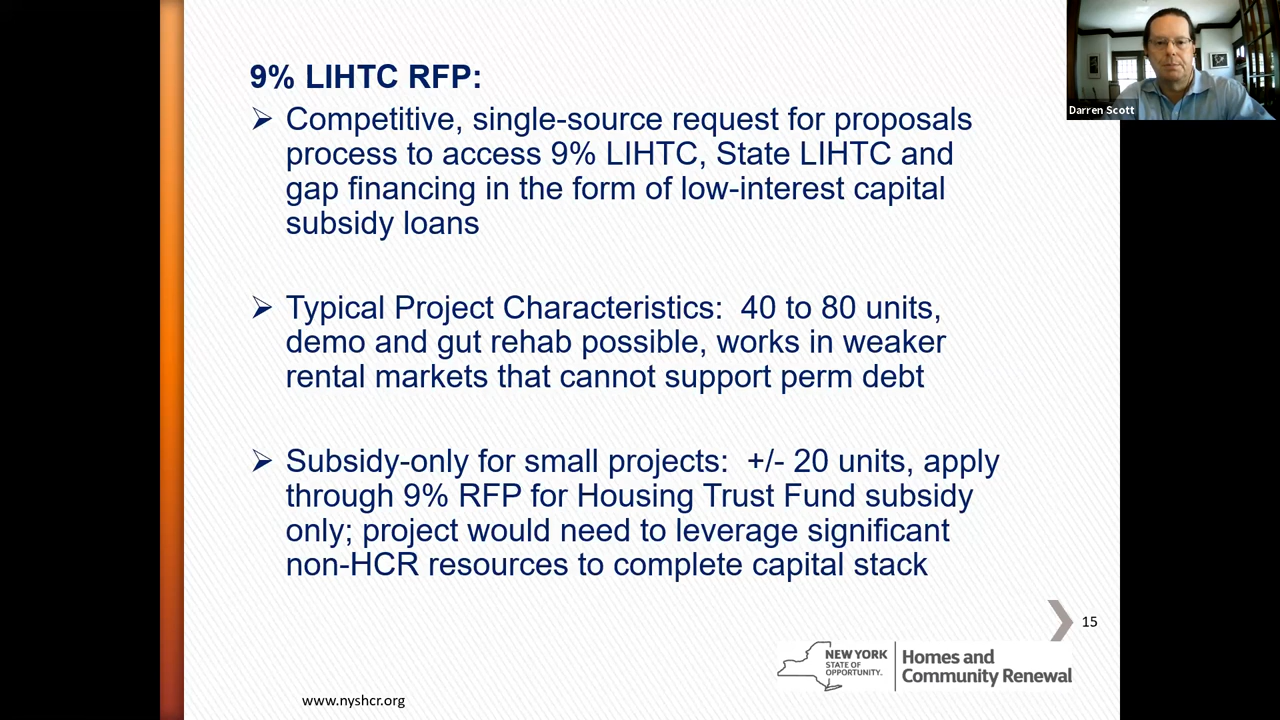 9% LIHTC RFP:
➢ Competitive, single-source request for proposals
process to access 9% LIHTC, State LIHTC and
gap financing in the form of low-interest capital
subsidy loans
➢ Typical Project Characteristics:  40 to 80 units,
demo and gut rehab possible, works in weaker
rental markets that cannot support perm debt
➢ Subsidy-only for small projects:  +/- 20 units, apply
through 9% RFP for Housing Trust Fund subsidy
only; project would need to leverage significant
non-HCR resources to complete capital stack
15
NEW YORK
STATE OF
OPPORTUNITY.
Homes and
Community Renewal
www.nyshcr.org
Darren Scott